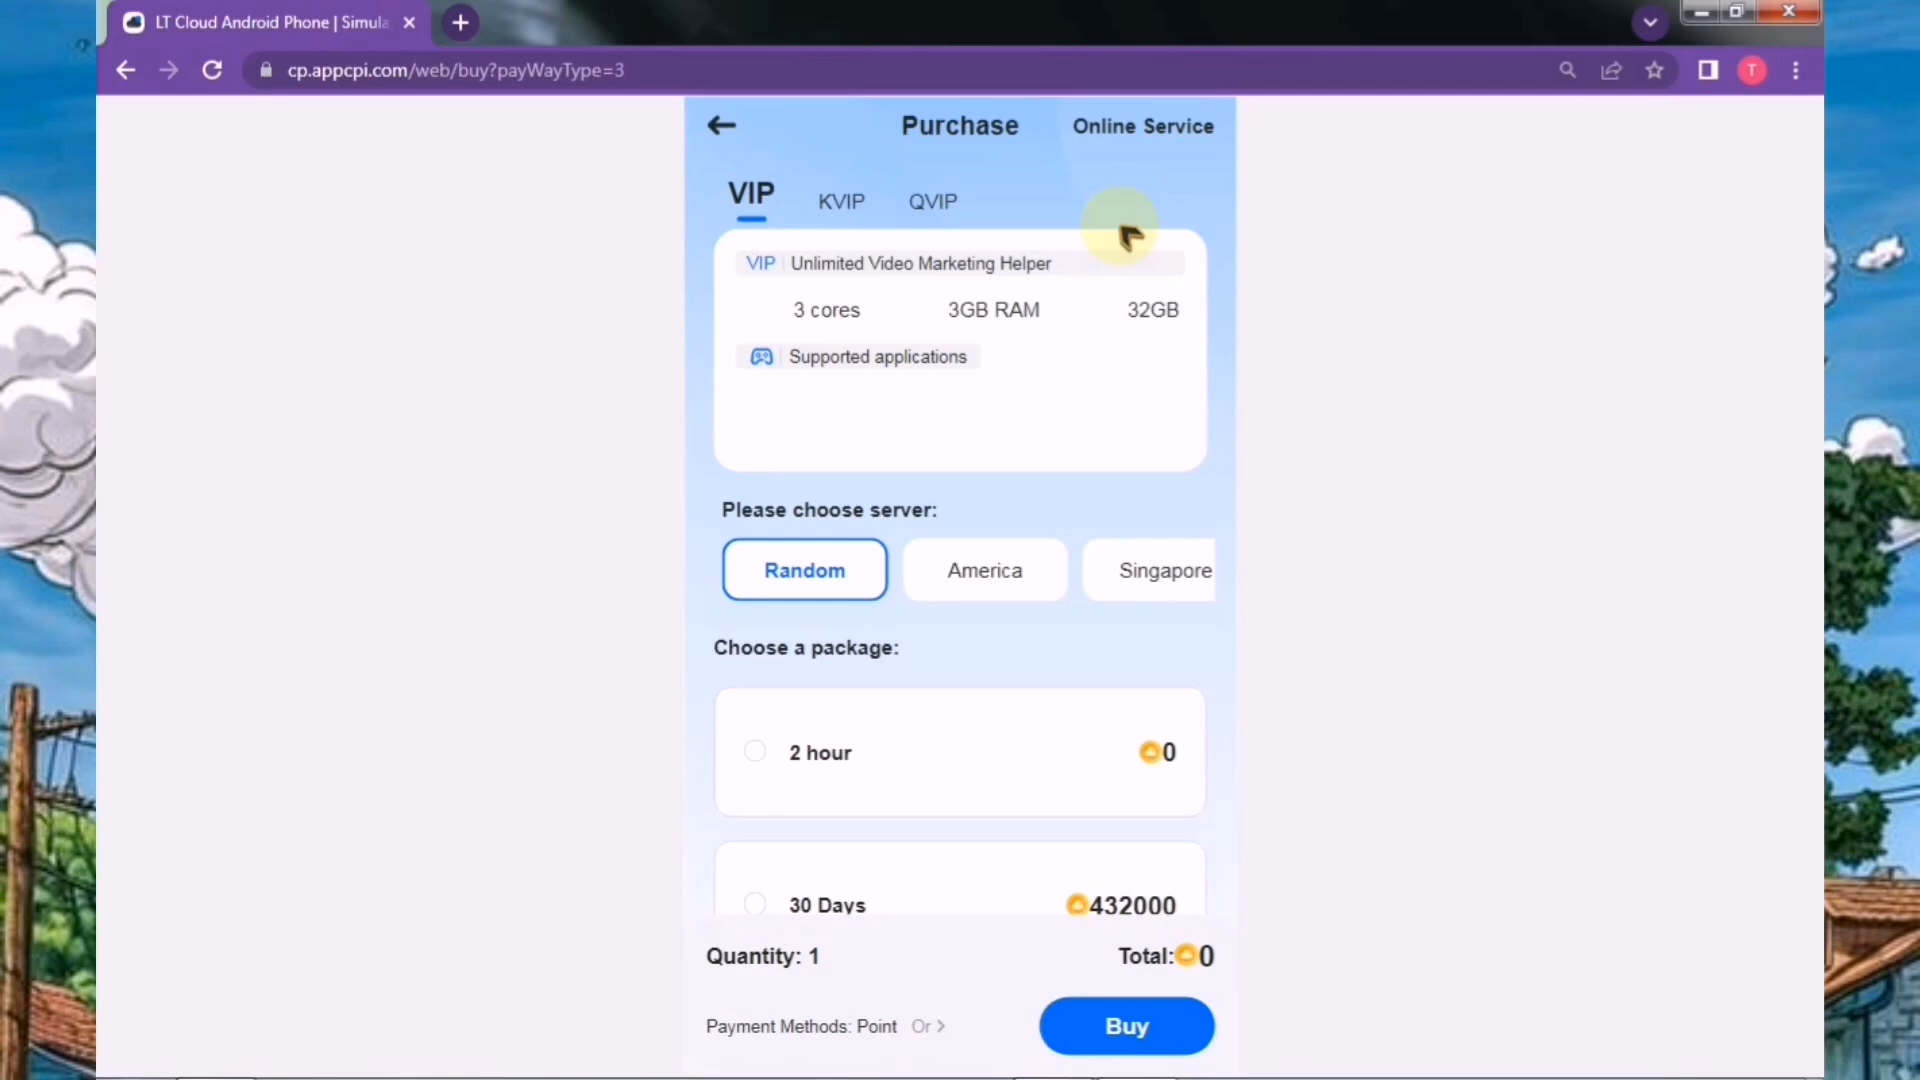 LT Cloud Android Phone | Simula
cp.appcpi.com/web/buy?payWayType=3
T
Purchase
Online Service
VIP
KVIP
QVIP
VIP Unlimited Video Marketing Helper
3 cores 3GB RAM 32GB
Supported applications
Please choose server:
Random
America
Singapore
Choose a package:
2 hour 0
30 Days 432000
Quantity: 1 Total: 0
Payment Methods: Point Or >
Buy